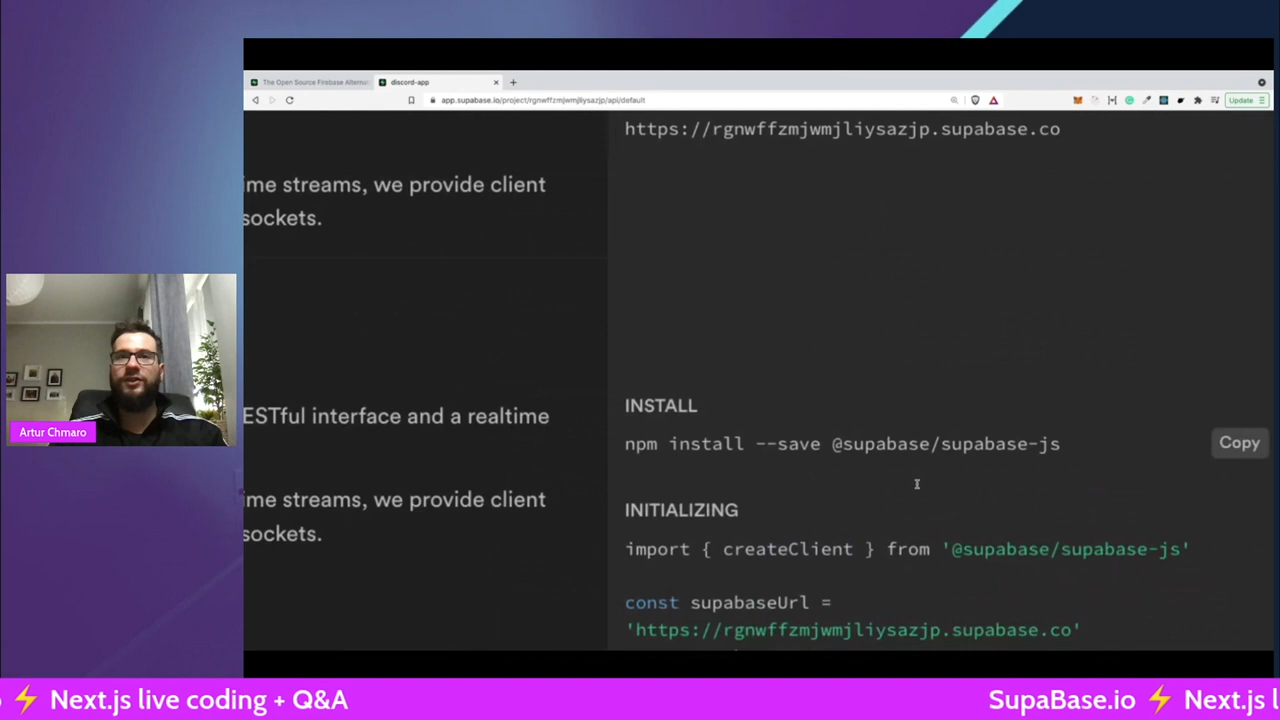 The Open Source Firebase Alterna
discord-app
app.supabase.io/project/rgnwffzmjwmjliysazjp/api/default
Update
https://rgnwffzmjwmjliysazjp.supabase.co
ime streams, we provide client
sockets.
INSTALL
ESTful interface and a realtime
npm install --save @supabase/supabase-js
Copy
Artur Chmaro
ime streams, we provide client
sockets.
INITIALIZING
import { createClient } from '@supabase/supabase-js'
const supabaseUrl =
'https://rgnwffzmjwmjliysazjp.supabase.co'
⚡ Next.js live coding + Q&A
SupaBase.io ⚡ Next.js l